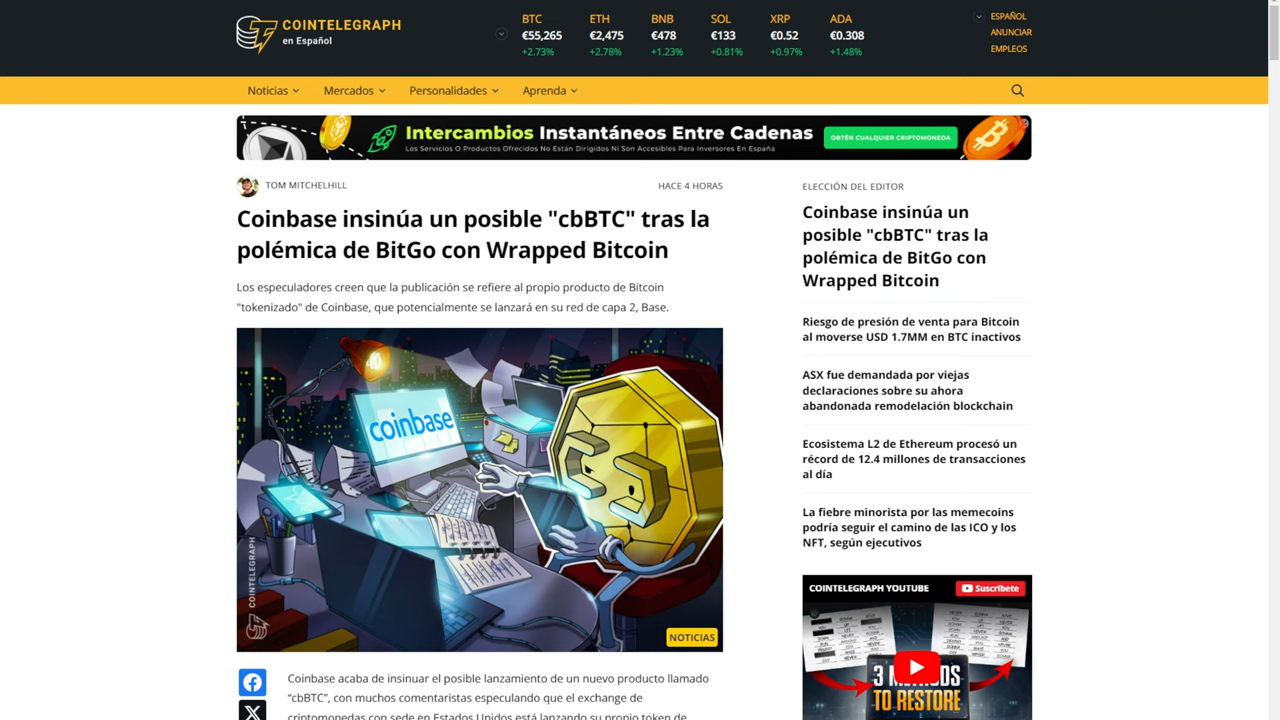 COINTELEGRAPH
en Español
BTC ETH BNB SOL XRP ADA
€55,265 €2,475 €478 €133 €0.52 €0.308
+2.73% +2.78% +1.23% +0.81% +0.97% +1.48%
ESPAÑOL
ANUNCIAR
EMPLEOS
Noticias Mercados Personalidades Aprenda
Intercambios Instantáneos Entre Cadenas
Los Servicios O Productos Ofrecidos No Están Dirigidos Ni Son Accesibles Para Inversores En España
OBTÉN CUALQUIER CRIPTOMONEDA
TOM MITCHELHILL
HACE 4 HORAS
Coinbase insinúa un posible "cbBTC" tras la
polémica de BitGo con Wrapped Bitcoin
Los especuladores creen que la publicación se refiere al propio producto de Bitcoin
"tokenizado" de Coinbase, que potencialmente se lanzará en su red de capa 2, Base.
coinbase
COINTELEGRAPH
NOTICIAS
Coinbase acaba de insinuar el posible lanzamiento de un nuevo producto llamado
“cbBTC”, con muchos comentaristas especulando que el exchange de
criptomonedas con sede en Estados Unidos está lanzando su propio token de
ELECCIÓN DEL EDITOR
Coinbase insinúa un
posible "cbBTC" tras la
polémica de BitGo con
Wrapped Bitcoin
Riesgo de presión de venta para Bitcoin
al moverse USD 1.7MM en BTC inactivos
ASX fue demandada por viejas
declaraciones sobre su ahora
abandonada remodelación blockchain
Ecosistema L2 de Ethereum procesó un
récord de 12.4 millones de transacciones
al día
La fiebre minorista por las memecoins
podría seguir el camino de las ICO y los
NFT, según ejecutivos
COINTELEGRAPH YOUTUBE
Suscríbete
3 METHODS
TO RESTORE